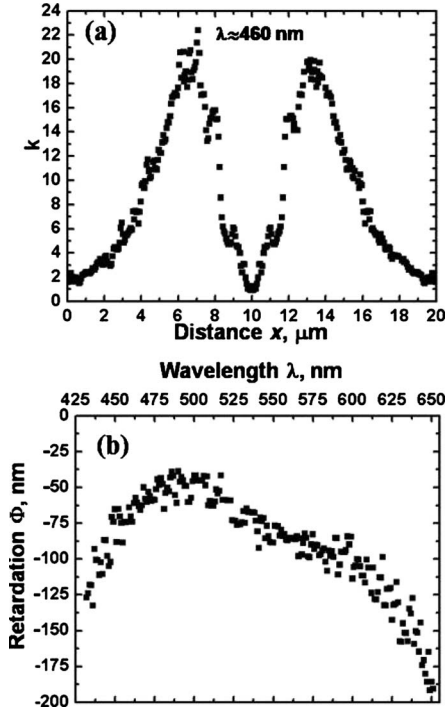 (a)
λ≈460 nm
k
24
22
20
18
16
14
12
10
8
6
4
2
0
0 2 4 6 8 10 12 14 16 18 20
Distance x, μm
Wavelength λ, nm
425 450 475 500 525 550 575 600 625 650
(b)
Retardation Φ, nm
0
-25
-50
-75
-100
-125
-150
-175
-200